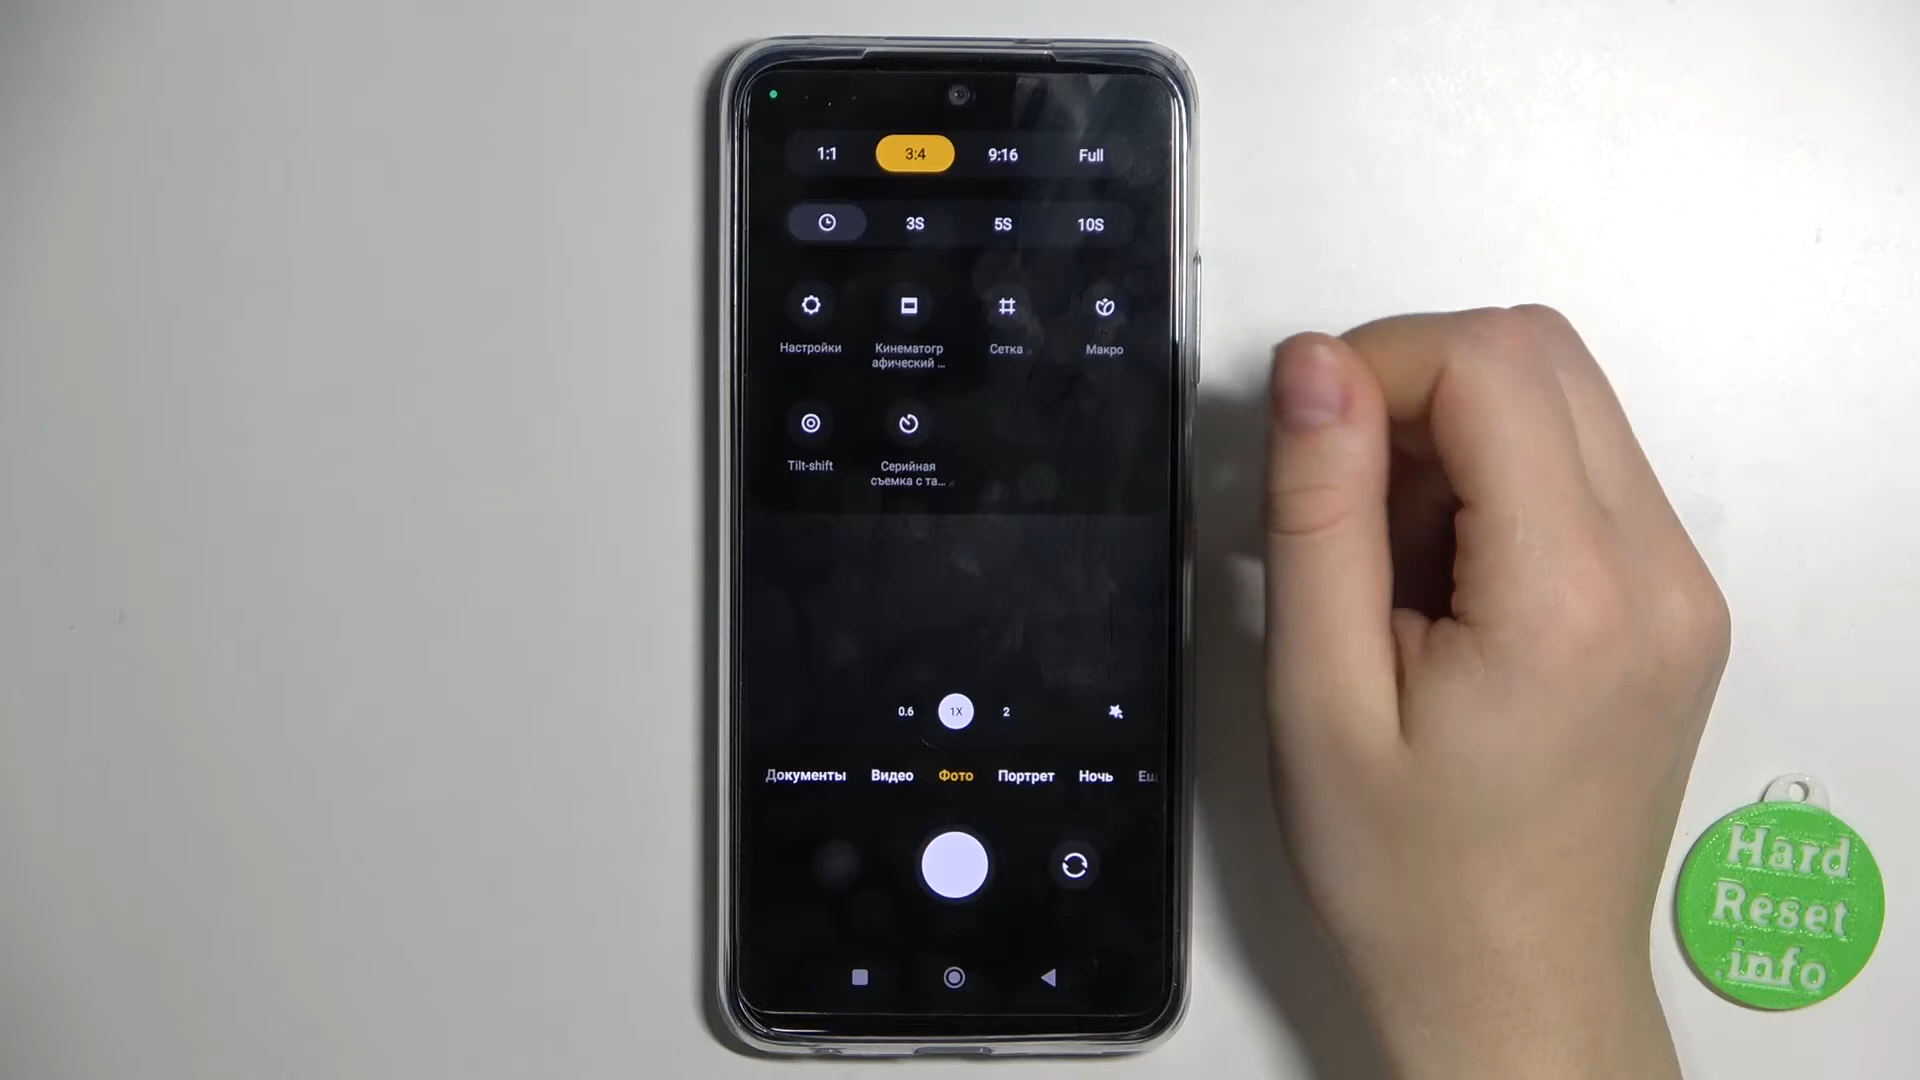 1:1 3:4 9:16 Full
3S 5S 10S
Настройки Кинематогр Сетка Макро
афический ...
Tilt-shift Серийная
съемка с та...
0.6 1X 2
Документы Видео Фото Портрет Ночь Ещ
Hard
Reset
.info